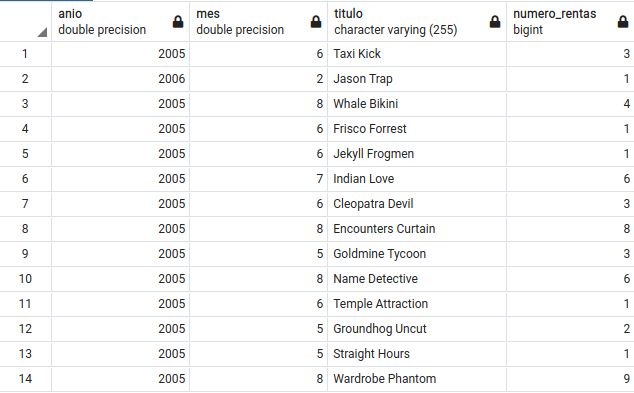 anio mes titulo numero_rentas
double precision double precision character varying (255) bigint
1 2005 6 Taxi Kick 3
2 2006 2 Jason Trap 1
3 2005 8 Whale Bikini 4
4 2005 6 Frisco Forrest 1
5 2005 6 Jekyll Frogmen 1
6 2005 7 Indian Love 6
7 2005 6 Cleopatra Devil 3
8 2005 8 Encounters Curtain 8
9 2005 5 Goldmine Tycoon 3
10 2005 8 Name Detective 6
11 2005 6 Temple Attraction 1
12 2005 5 Groundhog Uncut 2
13 2005 5 Straight Hours 1
14 2005 8 Wardrobe Phantom 9